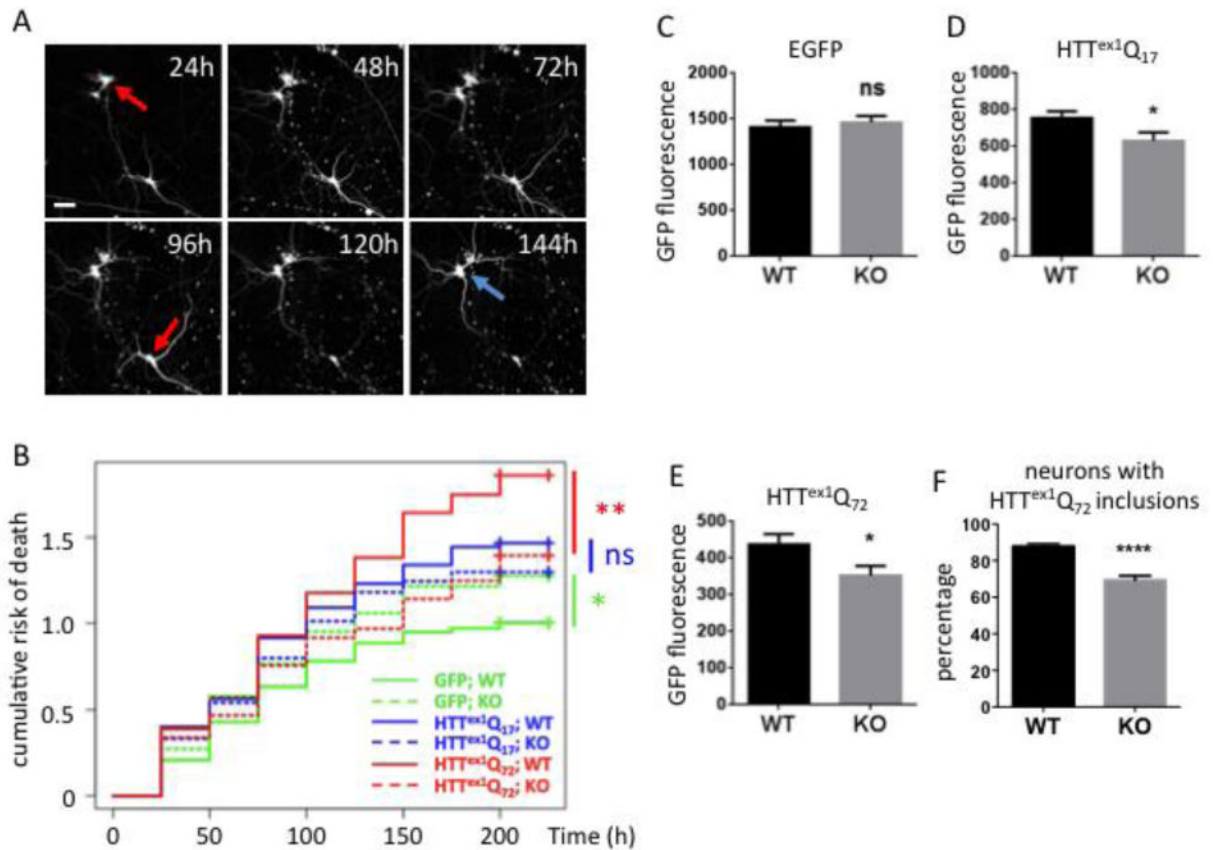 A
24h
48h
72h
96h
120h
144h
B
cumulative risk of death
1.5
1.0
0.5
0
0
50
100
150
200
Time (h)
**
ns
*
GFP; WT
GFP; KO
HTTex1Q17; WT
HTTex1Q17; KO
HTTex1Q72; WT
HTTex1Q72; KO
C
EGFP
GFP fluorescence
2000
1500
1000
500
0
ns
WT
KO
D
HTTex1Q17
GFP fluorescence
1000
800
600
400
200
0
*
WT
KO
E
HTTex1Q72
GFP fluorescence
500
400
300
200
100
0
*
WT
KO
F
neurons with
HTTex1Q72 inclusions
percentage
100
80
60
40
20
0
****
WT
KO